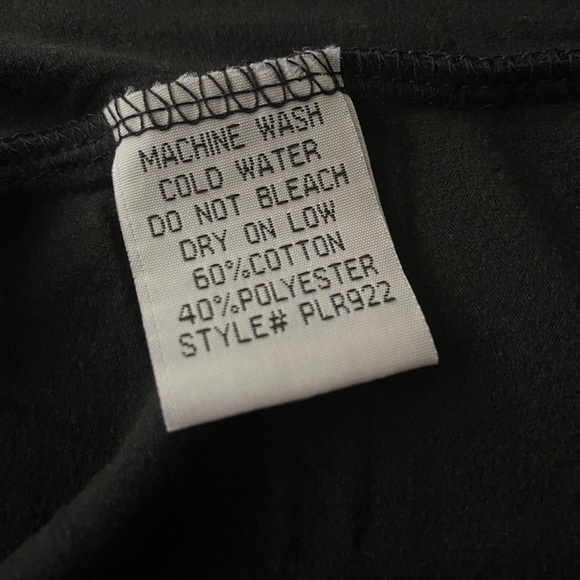 MACHINE WASH
COLD WATER
DO NOT BLEACH
DRY ON LOW
60%COTTON
40%POLYESTER
STYLE# PLR922